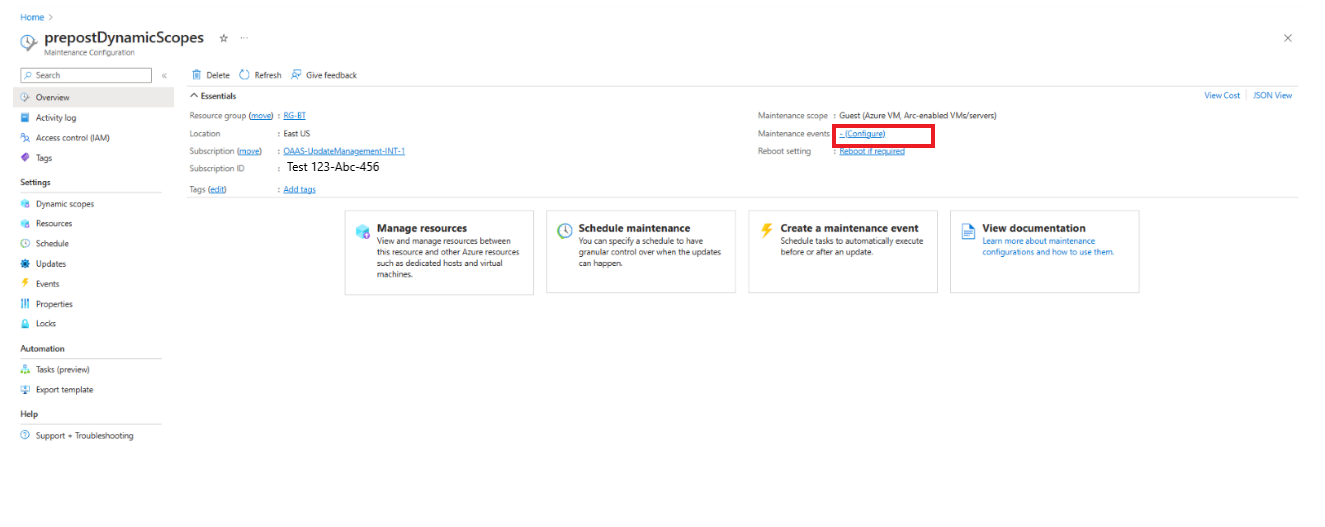 Home >
prepostDynamicScopes ☆ ···
Maintenance Configuration
Search «
Delete Refresh Give feedback
Overview
Activity log
Access control (IAM)
Tags
Settings
Dynamic scopes
Resources
Schedule
Updates
Events
Properties
Locks
Automation
Tasks (preview)
Export template
Help
Support + Troubleshooting
Essentials
View Cost JSON View
Resource group (move) : RG-BT
Location : East US
Subscription (move) : OAAS-UpdateManagement-INT-1
Subscription ID : Test 123-Abc-456
Tags (edit) : Add tags
Maintenance scope : Guest (Azure VM, Arc-enabled VMs/servers)
Maintenance events : - (Configure)
Reboot setting : Reboot if required
Manage resources
View and manage resources between
this resource and other Azure resources
such as dedicated hosts and virtual
machines.
Schedule maintenance
You can specify a schedule to have
granular control over when the updates
can happen.
Create a maintenance event
Schedule tasks to automatically execute
before or after an update.
View documentation
Learn more about maintenance
configurations and how to use them.